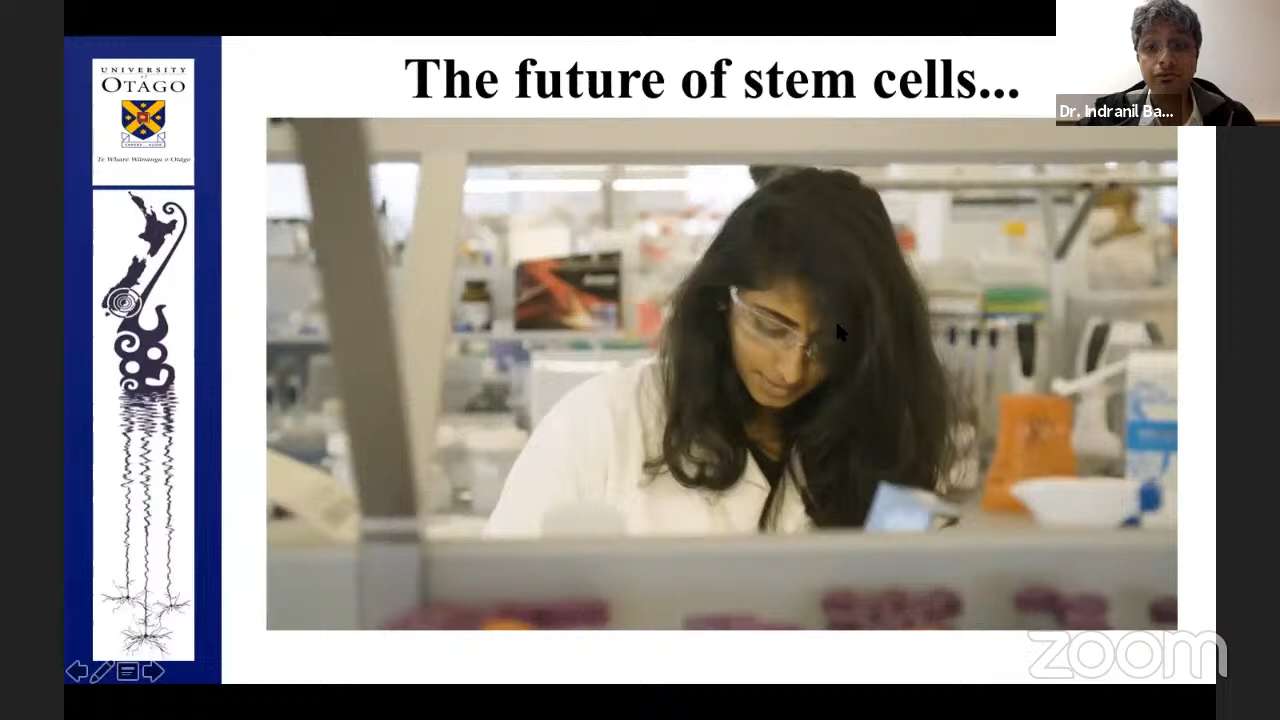 The future of stem cells...
Dr. Indranil Ba...
UNIVERSITY
of
OTAGO
Te Whare Wānanga o Otāgo
zoom